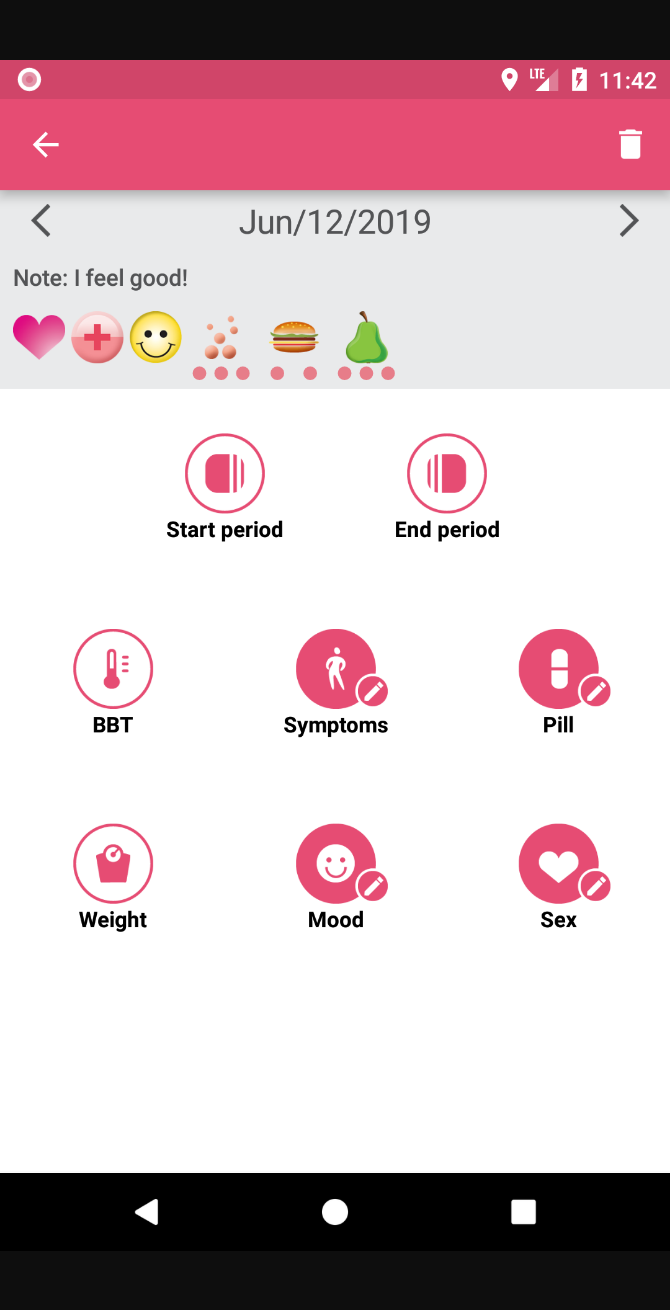 LTE 11:42
Jun/12/2019
Note: I feel good!
Start period End period
BBT Symptoms Pill
Weight Mood Sex